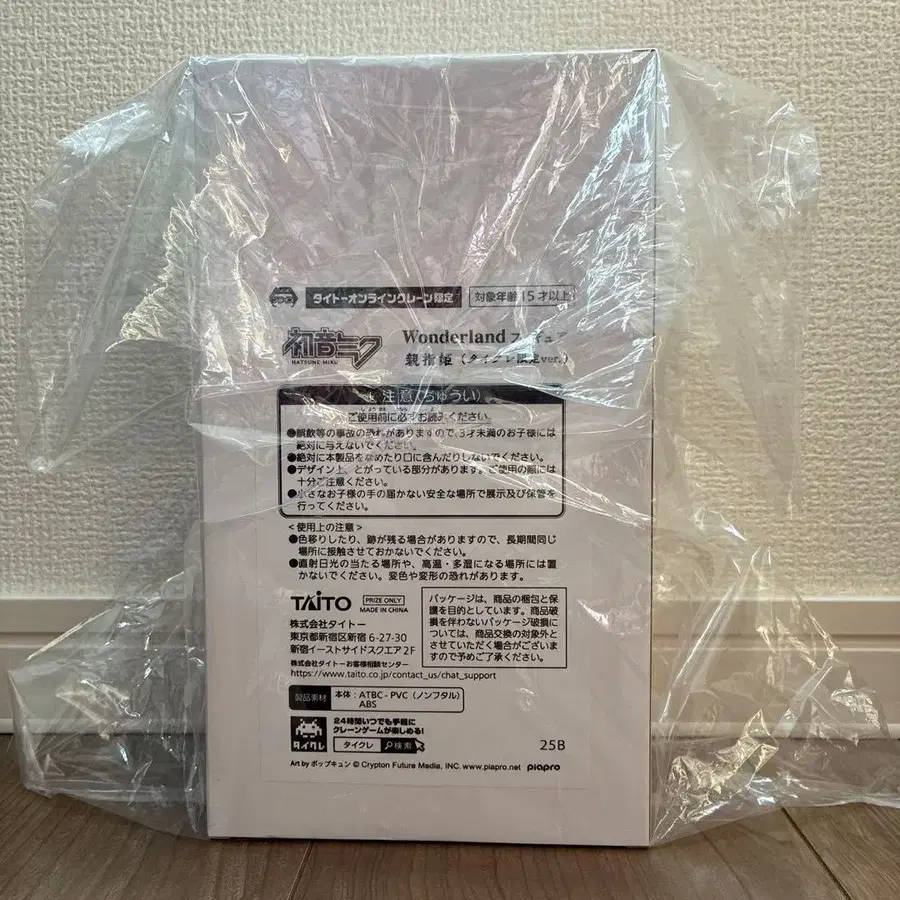 タイトーオンラインクレーン限定
対象年齢15才以上
初音ミク
HATSUNE MIKU
Wonderland フィギュア
親指姫(タイクレ限定ver.)
注意(ちゅうい)
ご使用前に必ずお読みください。
●誤飲等の事故の恐れがありますので、3才未満のお子様には
絶対に与えないでください。
●絶対に本製品をなめたり口に含んだりしないでください。
●デザイン上、とがっている部分があります。ご使用の際には
十分ご注意ください。
●小さなお子様の手の届かない安全な場所で展示及び保管を
行ってください。
<使用上の注意>
●色移りしたり、跡が残る場合がありますので、長期間同じ
場所に接触させておかないでください。
●直射日光の当たる場所や、高温・多湿になる場所には置
かないでください。変色や変形の恐れがあります。
TAITO
PRIZE ONLY
MADE IN CHINA
株式会社タイトー
東京都新宿区新宿 6-27-30
新宿イーストサイドスクエア 2F
株式会社タイトーお客様相談センター
https://www.taito.co.jp/contact_us/chat_support
パッケージは、商品の梱包と保
護を目的としています。商品破
損を伴わないパッケージ破損
については、商品交換の対象外と
させていただく場合がございま
すので予めご了承ください。
製品素材
本体:ATBC-PVC(ノンフタル)
ABS
タイクレ
24時間いつでも手軽に
クレーンゲームが楽しめる!
タイクレ 検索
25B
Art by ポップキュン © Crypton Future Media, INC. www.piapro.net piapro